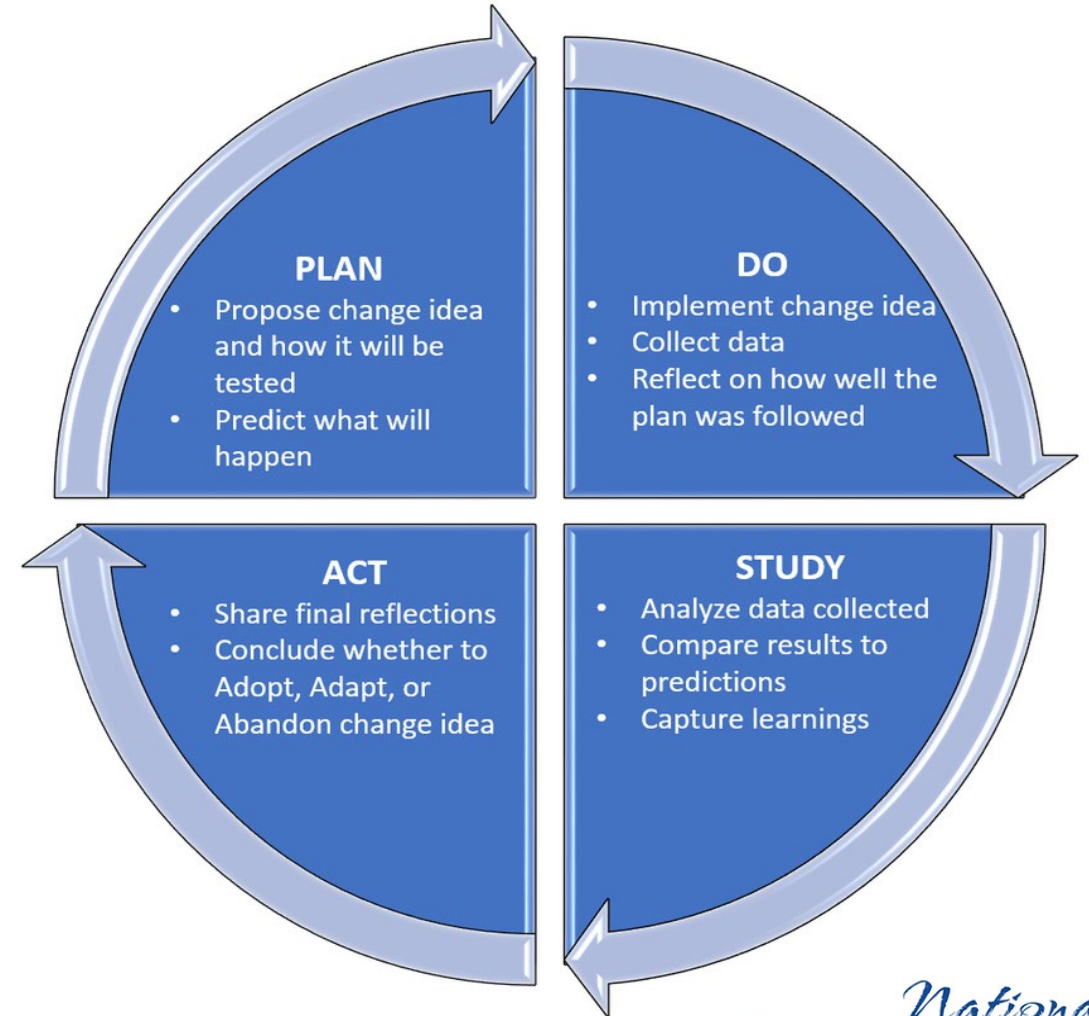 PLAN
• Propose change idea
and how it will be
tested
• Predict what will
happen
DO
• Implement change idea
• Collect data
• Reflect on how well the
plan was followed
ACT
• Share final reflections
• Conclude whether to
Adopt, Adapt, or
Abandon change idea
STUDY
• Analyze data collected
• Compare results to
predictions
• Capture learnings